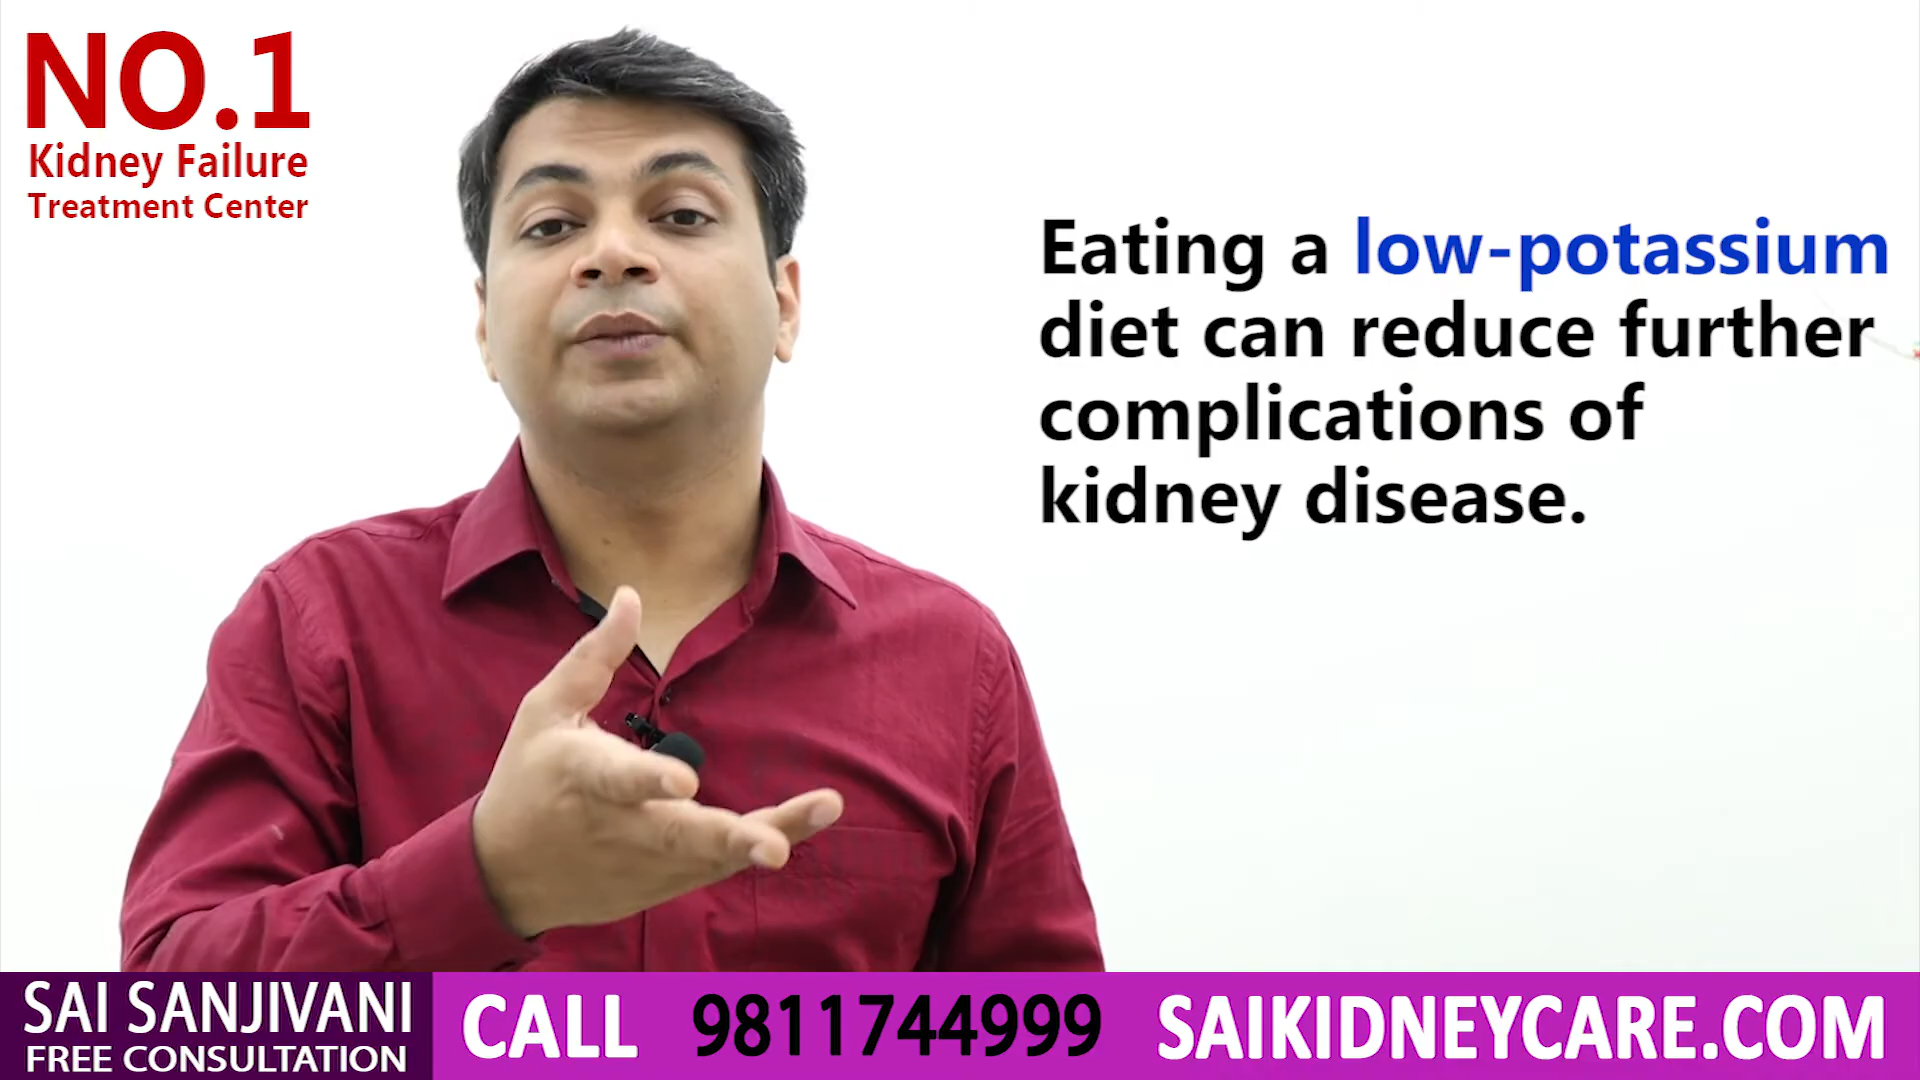 NO.1
Kidney Failure
Treatment Center
Eating a low-potassium
diet can reduce further
complications of
kidney disease.
SAI SANJIVANI
FREE CONSULTATION
CALL 9811744999 SAIKIDNEYCARE.COM